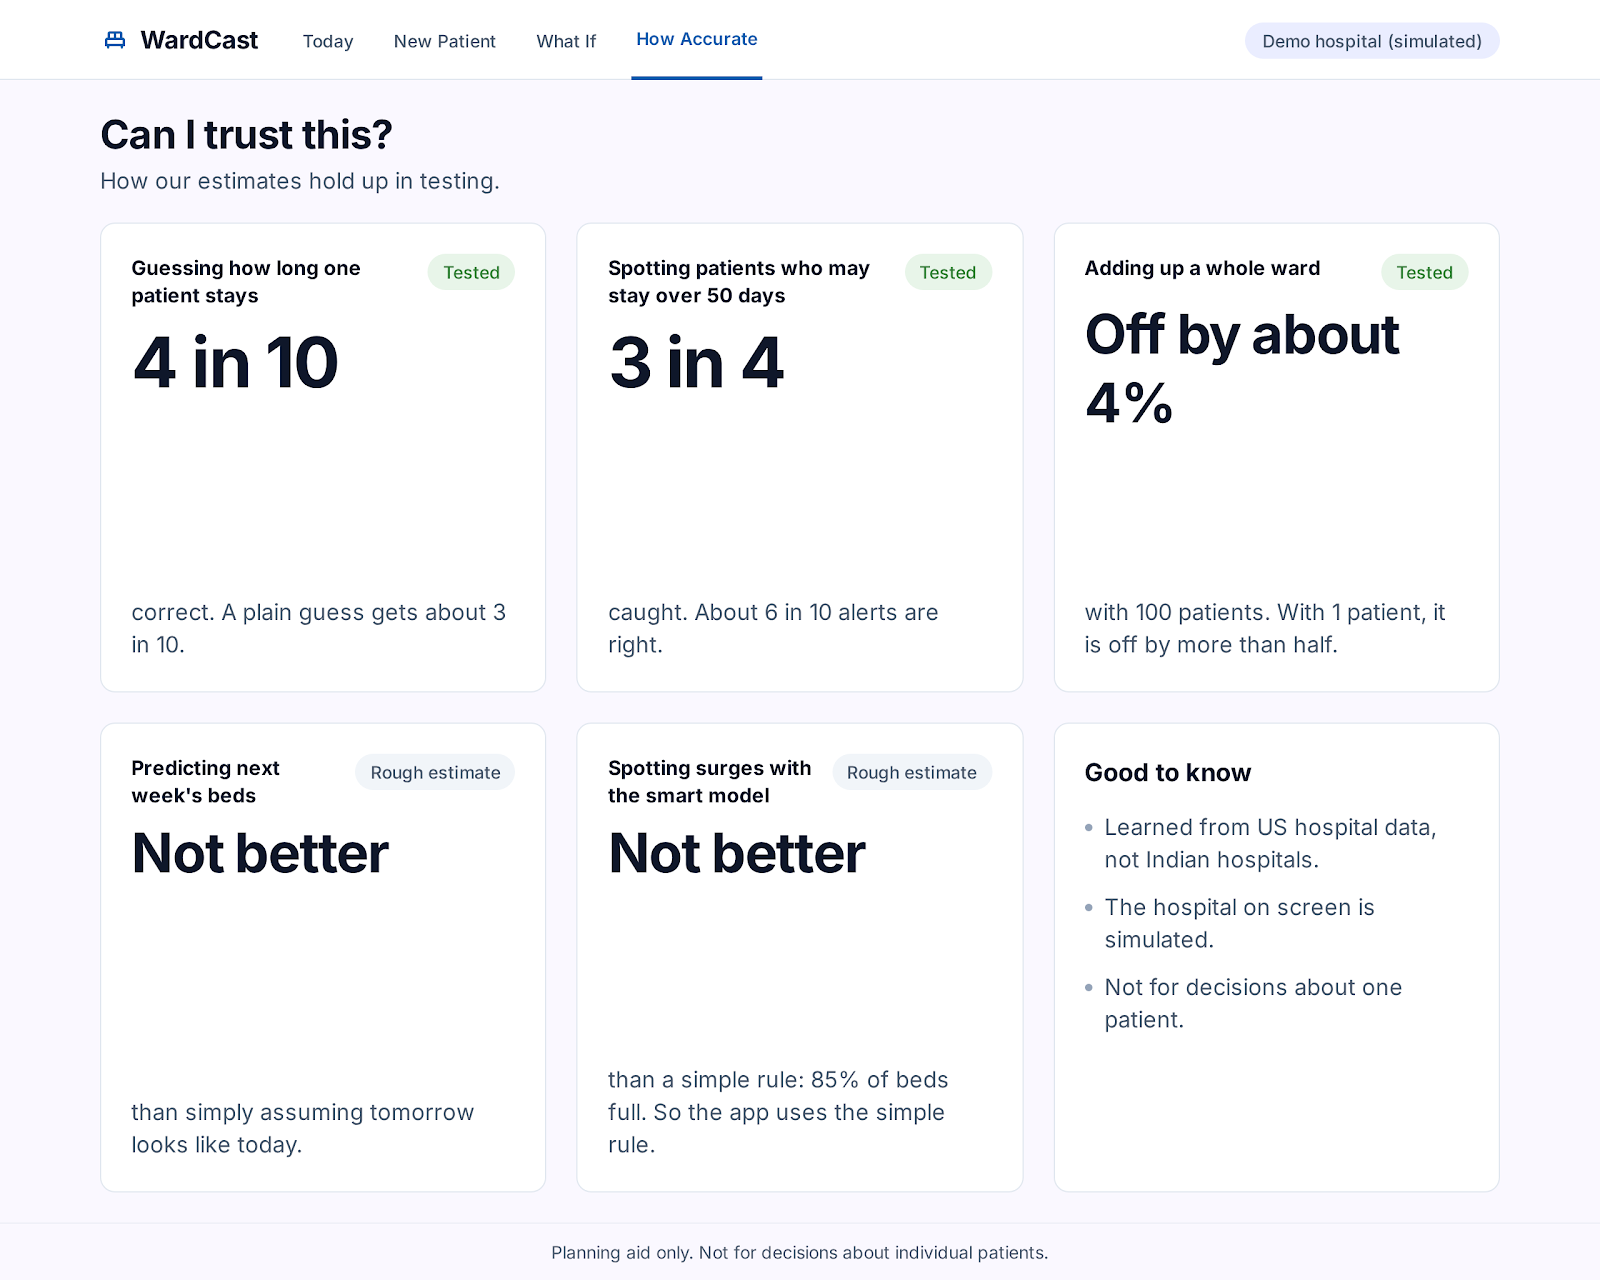 WardCast
Today
New Patient
What If
How Accurate
Demo hospital (simulated)
Can I trust this?
How our estimates hold up in testing.
Guessing how long one
patient stays
Tested
4 in 10
correct. A plain guess gets about 3
in 10.
Spotting patients who may
stay over 50 days
Tested
3 in 4
caught. About 6 in 10 alerts are
right.
Adding up a whole ward
Tested
Off by about
4%
with 100 patients. With 1 patient, it
is off by more than half.
Predicting next
week's beds
Rough estimate
Not better
than simply assuming tomorrow
looks like today.
Spotting surges with
the smart model
Rough estimate
Not better
than a simple rule: 85% of beds
full. So the app uses the simple
rule.
Good to know
• Learned from US hospital data,
not Indian hospitals.
• The hospital on screen is
simulated.
• Not for decisions about one
patient.
Planning aid only. Not for decisions about individual patients.